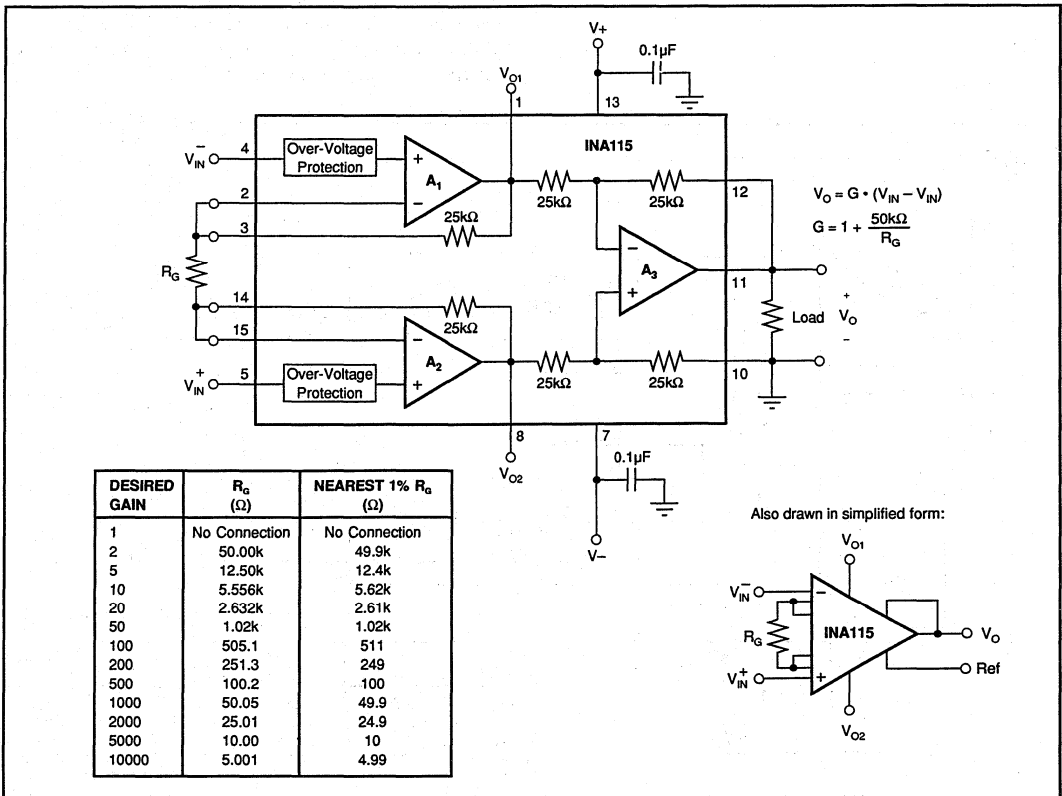 V+
0.1µF
V_O1
1
13
INA115
V_IN^-
4
Over-Voltage
Protection
+
A_1
−
2
3
25kΩ
25kΩ
25kΩ
12
V_O = G • (V_IN − V_IN)
G = 1 + 50kΩ / R_G
R_G
−
A_3
+
11
Load
+
V_O
−
14
15
25kΩ
−
A_2
+
V_IN^+
5
Over-Voltage
Protection
25kΩ
25kΩ
10
8
7
V_O2
0.1µF
V−
DESIRED GAIN | R_G (Ω) | NEAREST 1% R_G (Ω)
1 | No Connection | No Connection
2 | 50.00k | 49.9k
5 | 12.50k | 12.4k
10 | 5.556k | 5.62k
20 | 2.632k | 2.61k
50 | 1.02k | 1.02k
100 | 505.1 | 511
200 | 251.3 | 249
500 | 100.2 | 100
1000 | 50.05 | 49.9
2000 | 25.01 | 24.9
5000 | 10.00 | 10
10000 | 5.001 | 4.99
Also drawn in simplified form:
V_O1
V_IN^-
−
R_G
INA115
V_O
Ref
V_IN^+
+
V_O2